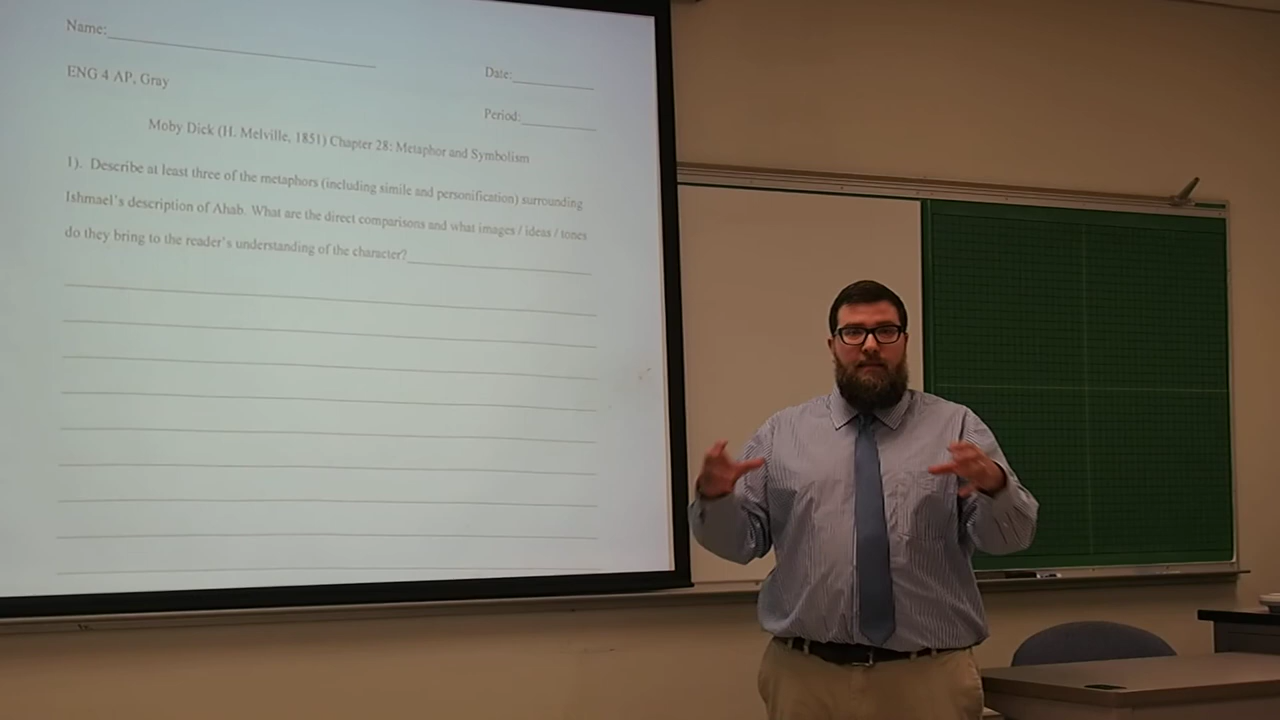 Name:
Date:
ENG 4 AP, Gray
Period:
Moby Dick (H. Melville, 1851) Chapter 28: Metaphor and Symbolism
1). Describe at least three of the metaphors (including simile and personification) surrounding
Ishmael's description of Ahab. What are the direct comparisons and what images / ideas / tones
do they bring to the reader's understanding of the character?